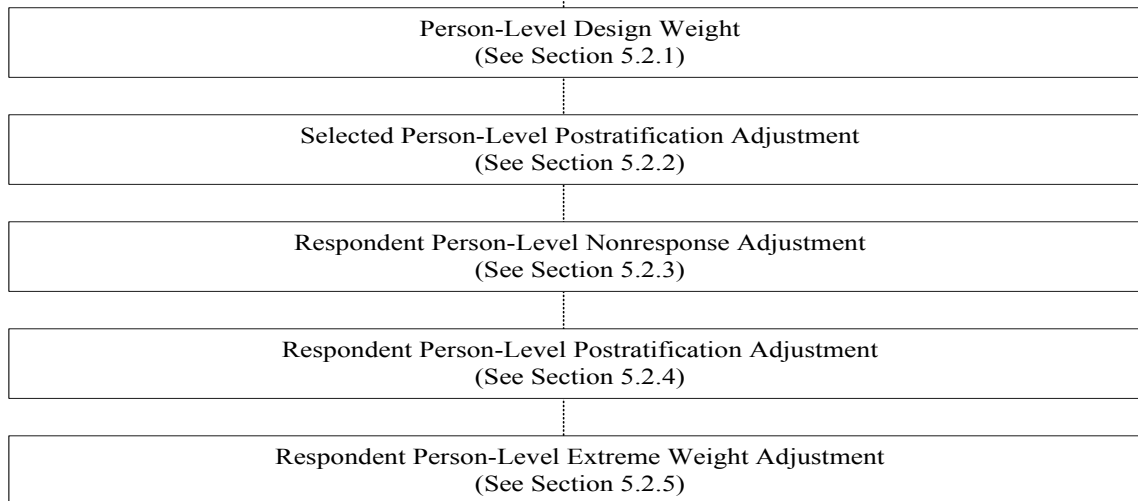 Person-Level Design Weight
(See Section 5.2.1)
Selected Person-Level Postratification Adjustment
(See Section 5.2.2)
Respondent Person-Level Nonresponse Adjustment
(See Section 5.2.3)
Respondent Person-Level Postratification Adjustment
(See Section 5.2.4)
Respondent Person-Level Extreme Weight Adjustment
(See Section 5.2.5)